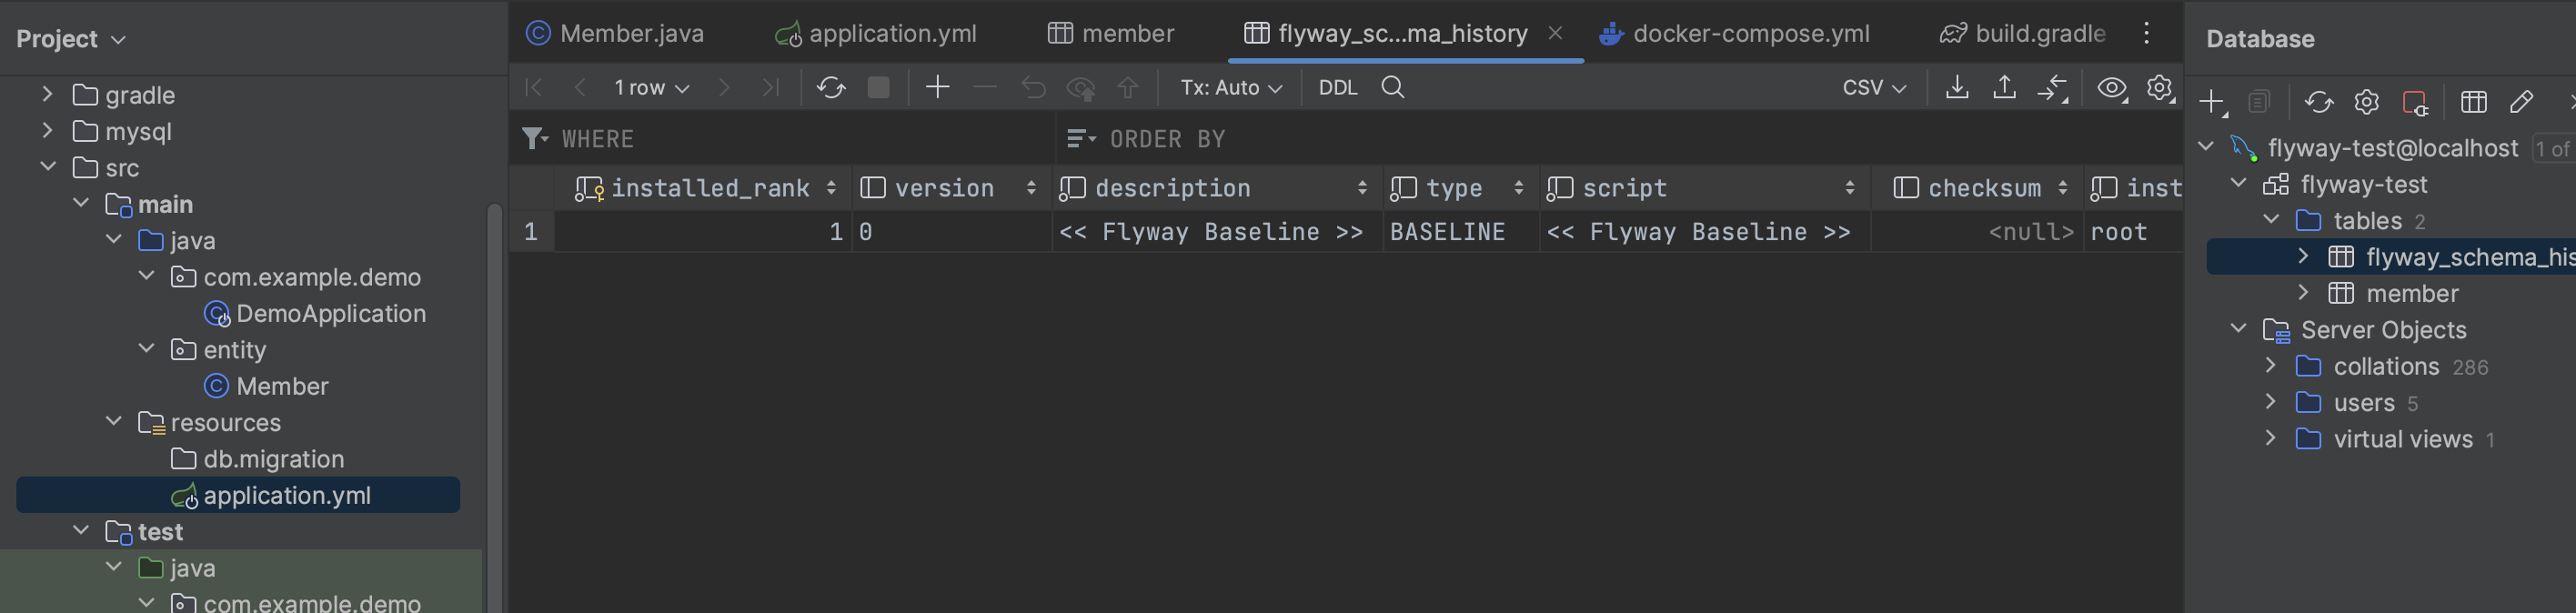 Project
gradle
mysql
src
main
java
com.example.demo
DemoApplication
entity
Member
resources
db.migration
application.yml
test
java
com.example.demo
Member.java application.yml member flyway_sc...ma_history docker-compose.yml build.gradle
1 row Tx: Auto DDL CSV
WHERE ORDER BY
installed_rank version description type script checksum inst
1 1 0 << Flyway Baseline >> BASELINE << Flyway Baseline >> <null> root
Database
flyway-test@localhost 1 of
flyway-test
tables 2
flyway_schema_his
member
Server Objects
collations 286
users 5
virtual views 1